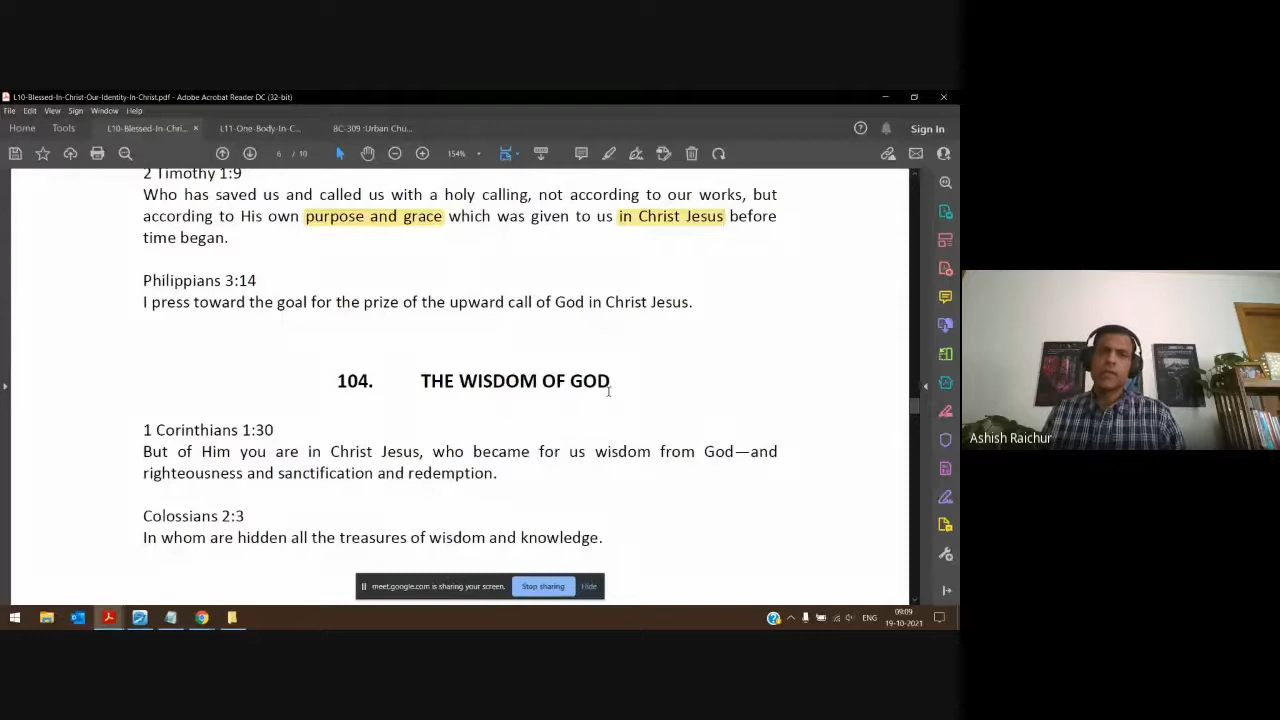 L10-Blessed-In-Christ-Our-Identity-In-Christ.pdf - Adobe Acrobat Reader DC (32-bit)
File Edit View Sign Window Help
Home Tools L10-Blessed-In-Chri... × L11-One-Body-In-C... BC-309 :Urban Chu... Sign In
6 / 10 154%
2 Timothy 1:9
Who has saved us and called us with a holy calling, not according to our works, but
according to His own purpose and grace which was given to us in Christ Jesus before
time began.
Philippians 3:14
I press toward the goal for the prize of the upward call of God in Christ Jesus.
104. THE WISDOM OF GOD
1 Corinthians 1:30
But of Him you are in Christ Jesus, who became for us wisdom from God—and
righteousness and sanctification and redemption.
Colossians 2:3
In whom are hidden all the treasures of wisdom and knowledge.
meet.google.com is sharing your screen. Stop sharing Hide
ENG 09:09
19-10-2021
Ashish Raichur